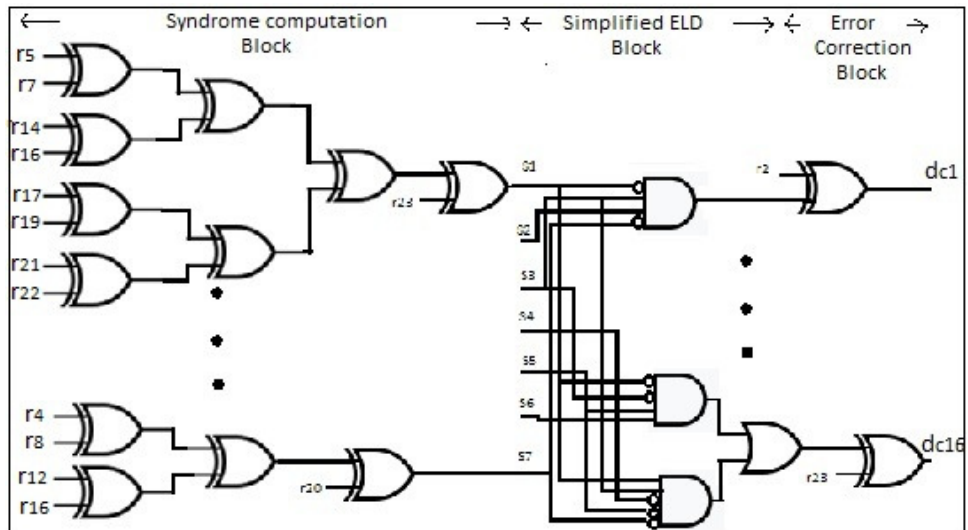 Syndrome computation
Block
Simplified ELD
Block
Error
Correction
Block
r5
r7
r14
r16
r17
r19
r21
r22
r23
S1
S2
S3
S4
S5
S6
S7
r2
dc1
r4
r8
r12
r16
r20
r23
dc16